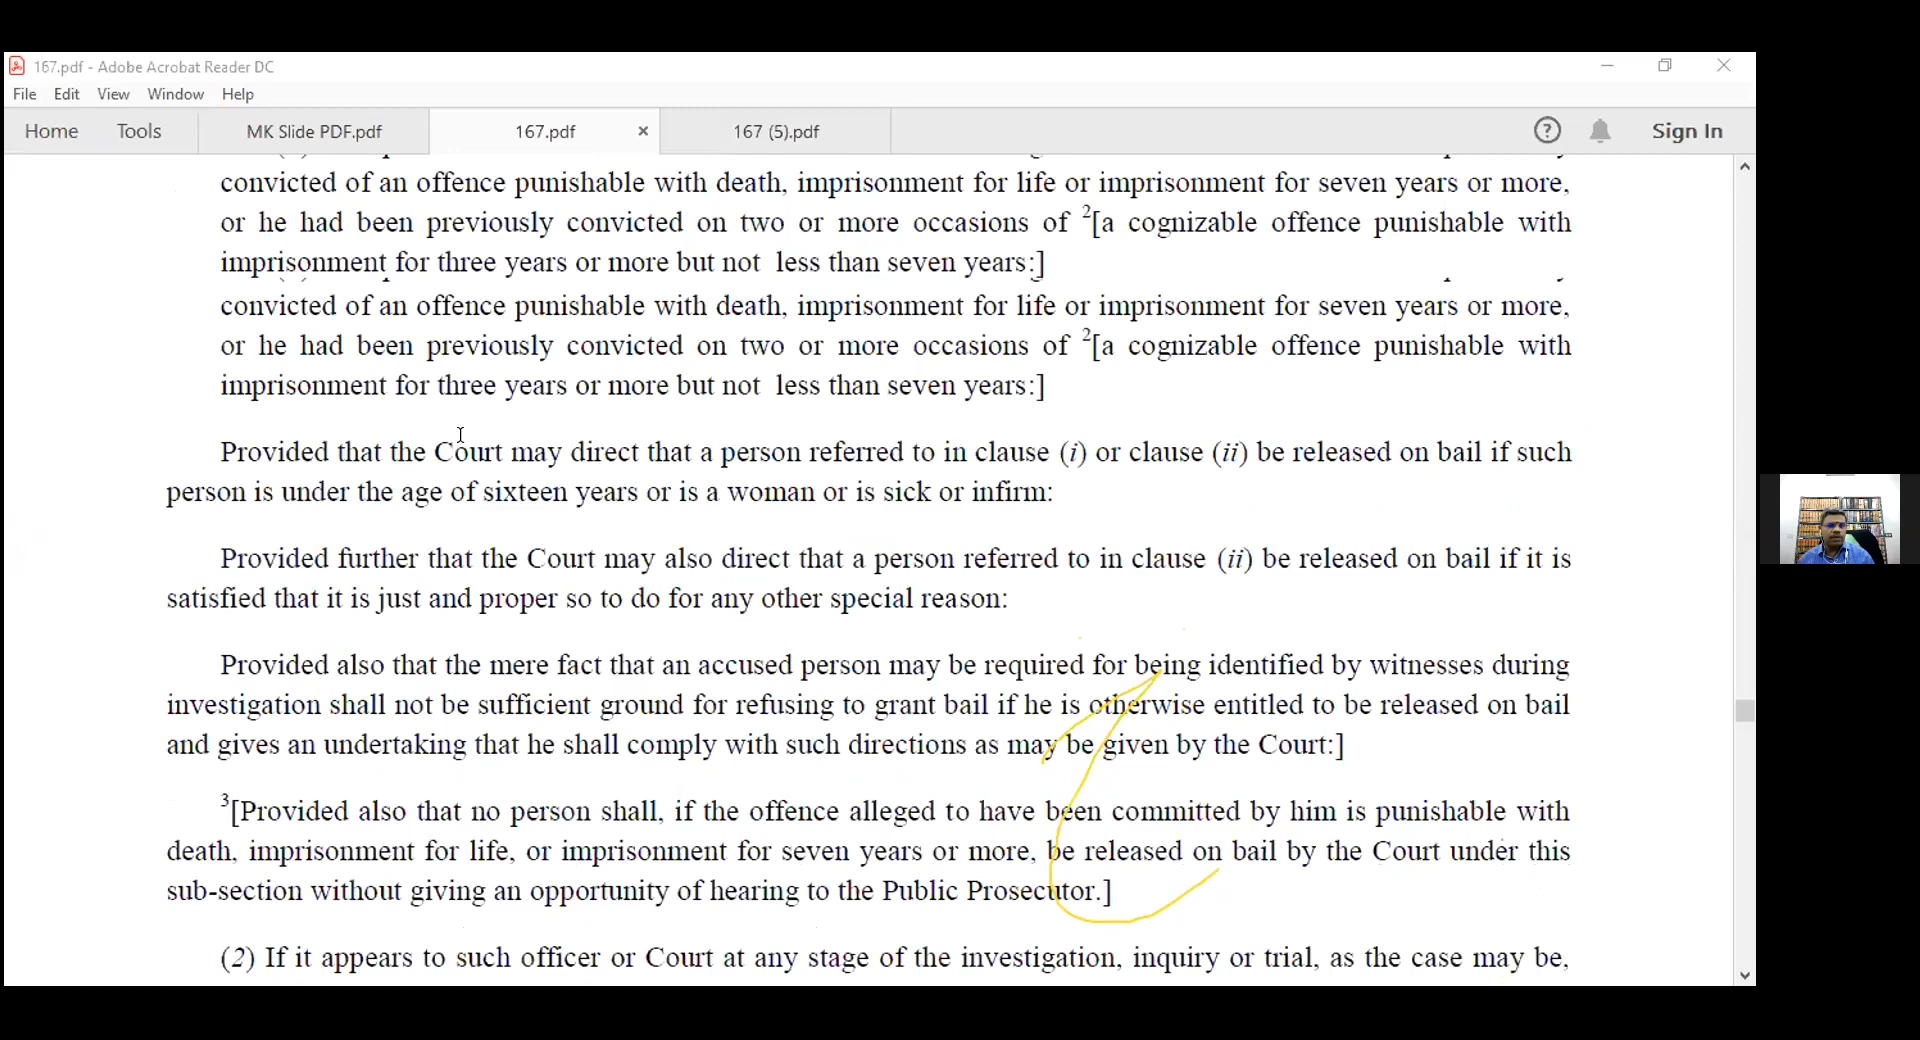 167.pdf - Adobe Acrobat Reader DC
File Edit View Window Help
Home Tools MK Slide PDF.pdf 167.pdf × 167 (5).pdf ? Sign In
convicted of an offence punishable with death, imprisonment for life or imprisonment for seven years or more,
or he had been previously convicted on two or more occasions of ²[a cognizable offence punishable with
imprisonment for three years or more but not less than seven years:]
convicted of an offence punishable with death, imprisonment for life or imprisonment for seven years or more,
or he had been previously convicted on two or more occasions of ²[a cognizable offence punishable with
imprisonment for three years or more but not less than seven years:]
Provided that the Court may direct that a person referred to in clause (i) or clause (ii) be released on bail if such
person is under the age of sixteen years or is a woman or is sick or infirm:
Provided further that the Court may also direct that a person referred to in clause (ii) be released on bail if it is
satisfied that it is just and proper so to do for any other special reason:
Provided also that the mere fact that an accused person may be required for being identified by witnesses during
investigation shall not be sufficient ground for refusing to grant bail if he is otherwise entitled to be released on bail
and gives an undertaking that he shall comply with such directions as may be given by the Court:]
³[Provided also that no person shall, if the offence alleged to have been committed by him is punishable with
death, imprisonment for life, or imprisonment for seven years or more, be released on bail by the Court under this
sub-section without giving an opportunity of hearing to the Public Prosecutor.]
(2) If it appears to such officer or Court at any stage of the investigation, inquiry or trial, as the case may be,